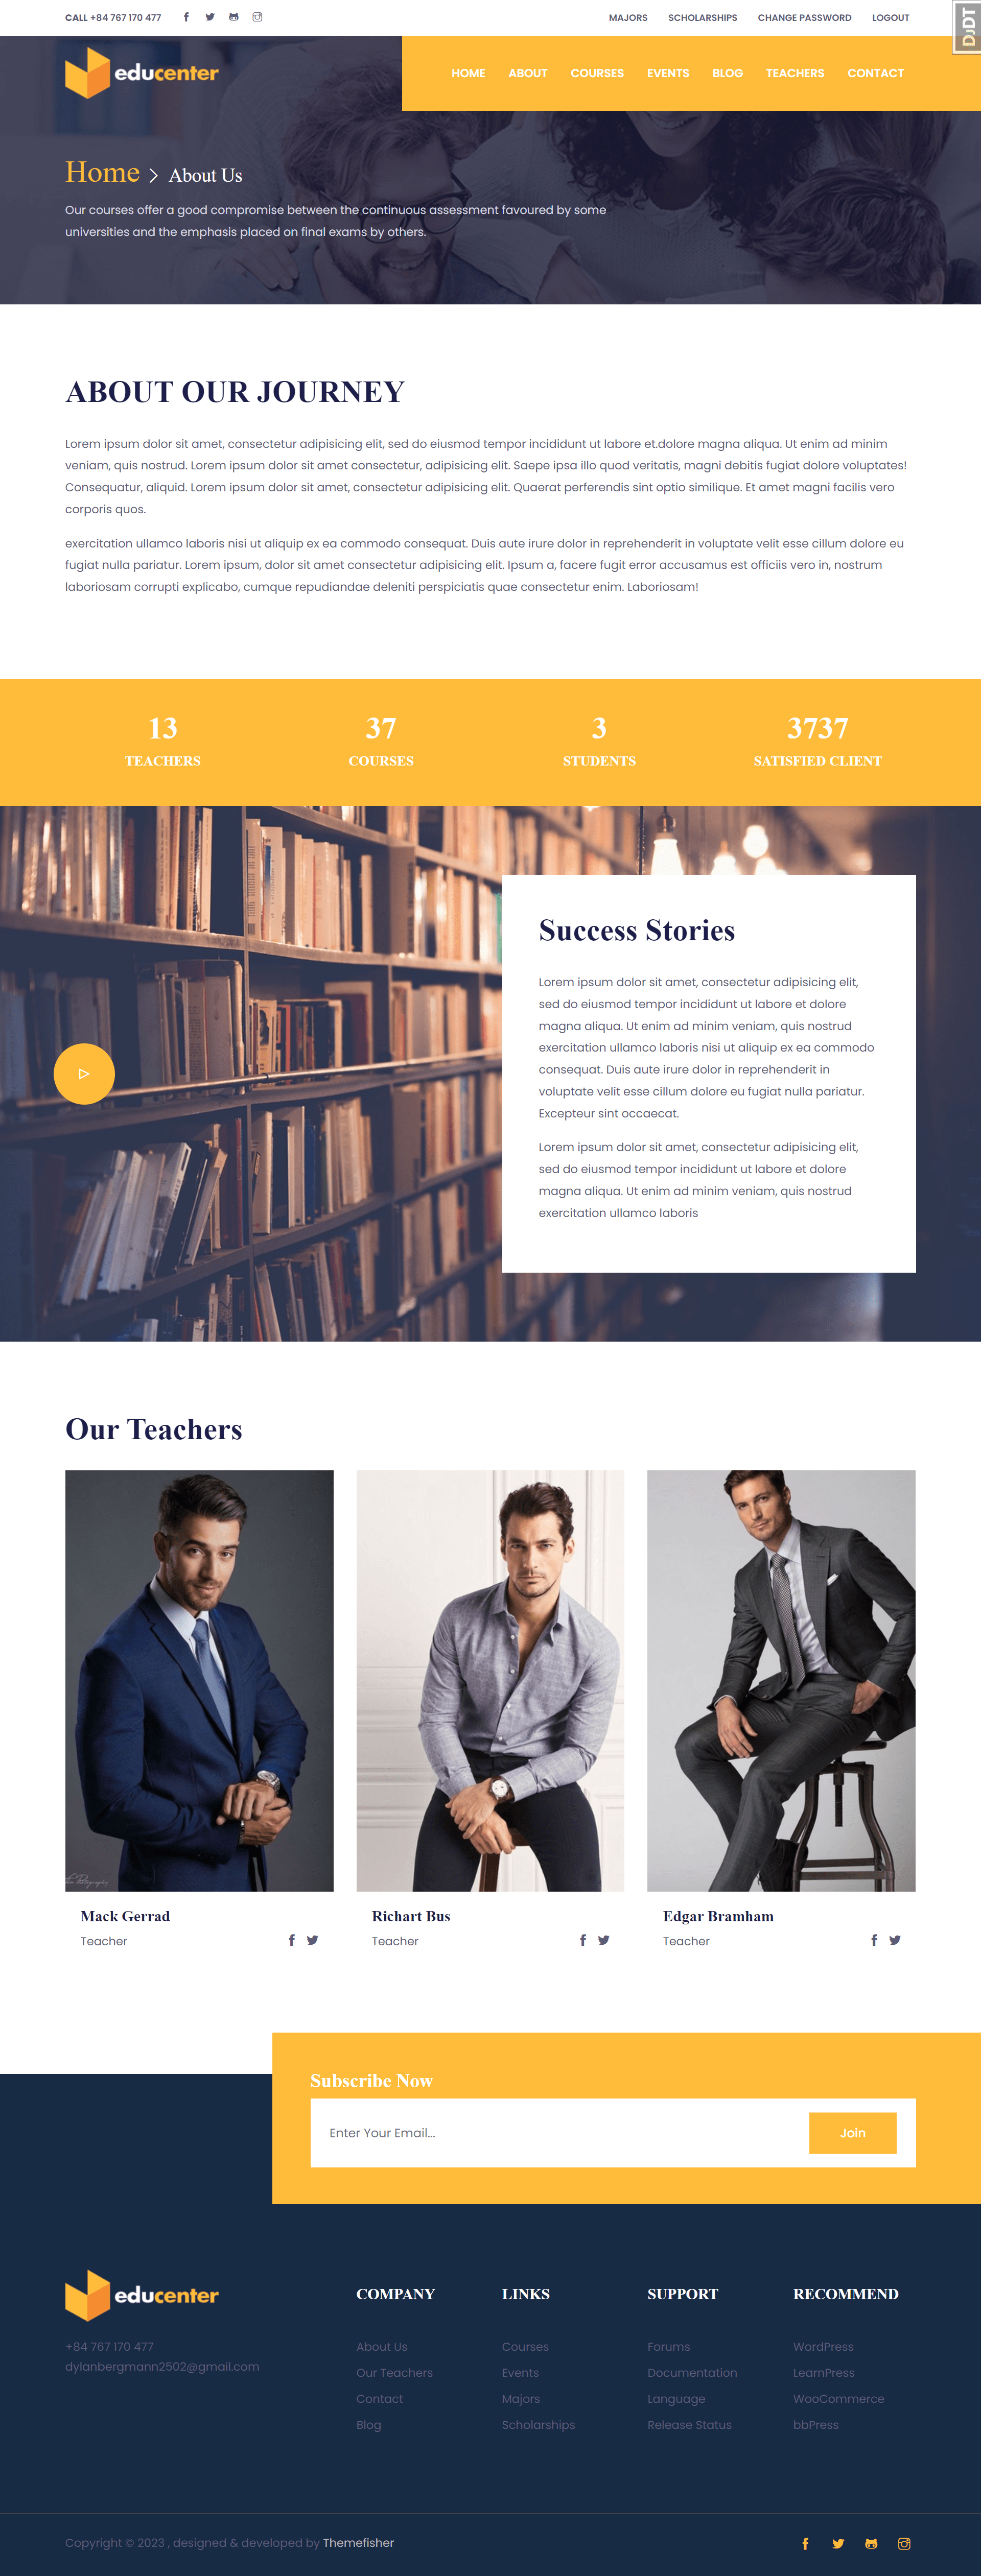 CALL +84 767 170 477
MAJORS SCHOLARSHIPS CHANGE PASSWORD LOGOUT
DJDT
educenter
HOME ABOUT COURSES EVENTS BLOG TEACHERS CONTACT
Home > About Us
Our courses offer a good compromise between the continuous assessment favoured by some
universities and the emphasis placed on final exams by others.
ABOUT OUR JOURNEY
Lorem ipsum dolor sit amet, consectetur adipisicing elit, sed do eiusmod tempor incididunt ut labore et.dolore magna aliqua. Ut enim ad minim
veniam, quis nostrud. Lorem ipsum dolor sit amet consectetur, adipisicing elit. Saepe ipsa illo quod veritatis, magni debitis fugiat dolore voluptates!
Consequatur, aliquid. Lorem ipsum dolor sit amet, consectetur adipisicing elit. Quaerat perferendis sint optio similique. Et amet magni facilis vero
corporis quos.
exercitation ullamco laboris nisi ut aliquip ex ea commodo consequat. Duis aute irure dolor in reprehenderit in voluptate velit esse cillum dolore eu
fugiat nulla pariatur. Lorem ipsum, dolor sit amet consectetur adipisicing elit. Ipsum a, facere fugit error accusamus est officiis vero in, nostrum
laboriosam corrupti explicabo, cumque repudiandae deleniti perspiciatis quae consectetur enim. Laboriosam!
13 37 3 3737
TEACHERS COURSES STUDENTS SATISFIED CLIENT
Success Stories
Lorem ipsum dolor sit amet, consectetur adipisicing elit,
sed do eiusmod tempor incididunt ut labore et dolore
magna aliqua. Ut enim ad minim veniam, quis nostrud
exercitation ullamco laboris nisi ut aliquip ex ea commodo
consequat. Duis aute irure dolor in reprehenderit in
voluptate velit esse cillum dolore eu fugiat nulla pariatur.
Excepteur sint occaecat.
Lorem ipsum dolor sit amet, consectetur adipisicing elit,
sed do eiusmod tempor incididunt ut labore et dolore
magna aliqua. Ut enim ad minim veniam, quis nostrud
exercitation ullamco laboris
Our Teachers
Mack Gerrad
Teacher
Richart Bus
Teacher
Edgar Bramham
Teacher
Subscribe Now
Enter Your Email...
Join
educenter
+84 767 170 477
dylanbergmann2502@gmail.com
COMPANY
About Us
Our Teachers
Contact
Blog
LINKS
Courses
Events
Majors
Scholarships
SUPPORT
Forums
Documentation
Language
Release Status
RECOMMEND
WordPress
LearnPress
WooCommerce
bbPress
Copyright © 2023 , designed & developed by Themefisher